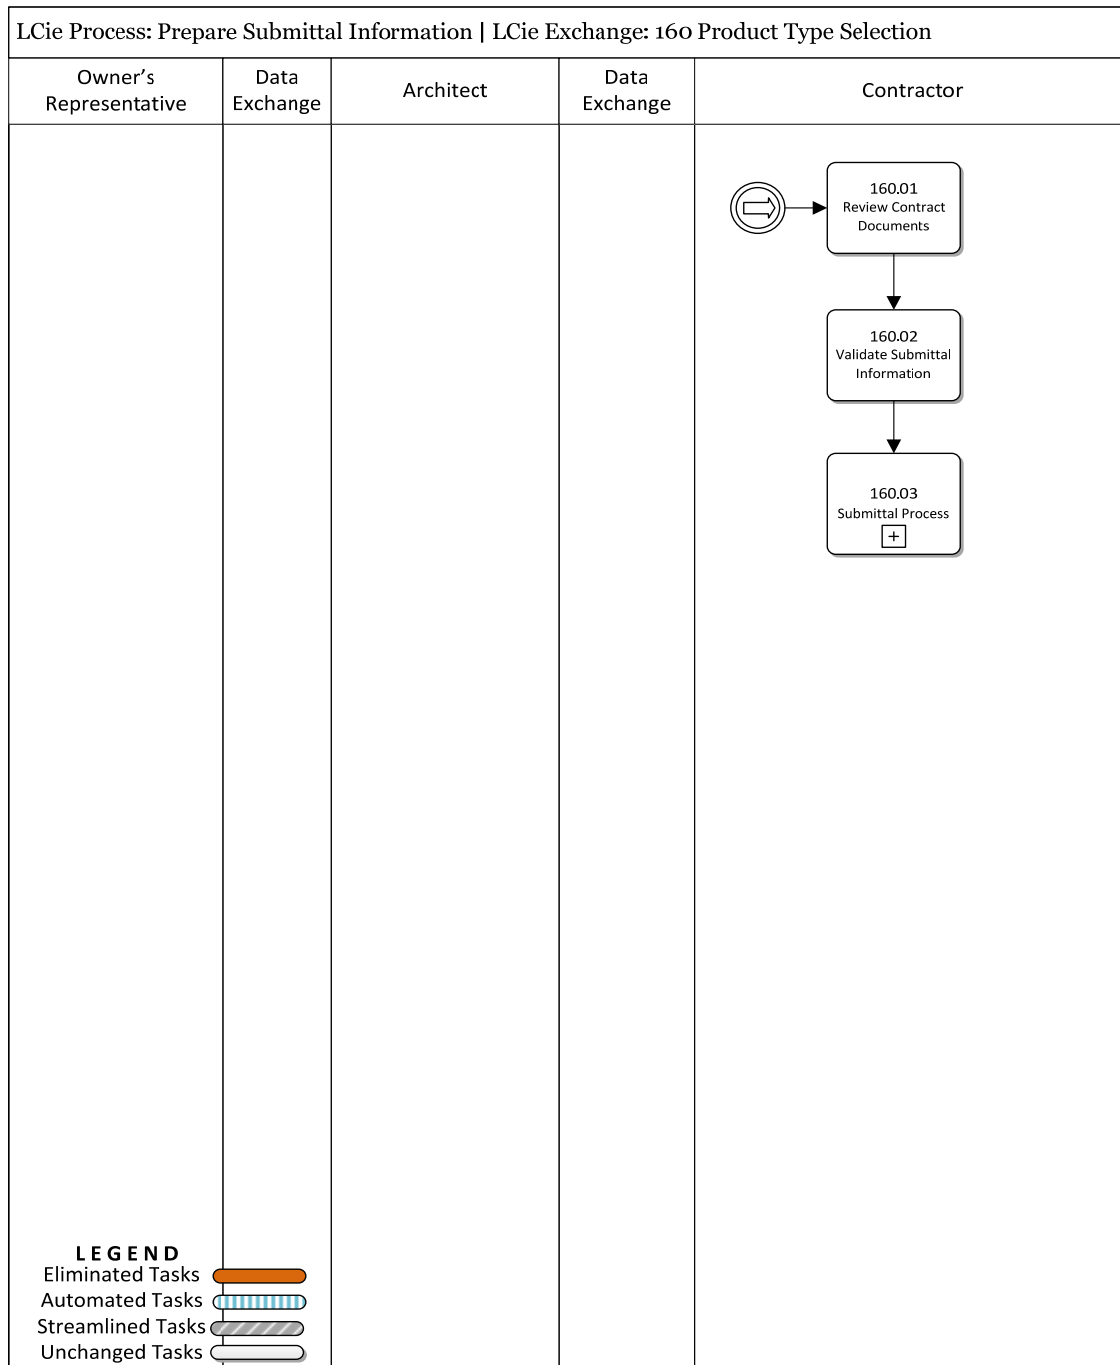 LCie Process: Prepare Submittal Information | LCie Exchange: 160 Product Type Selection
Owner's
Representative
Data
Exchange
Architect
Data
Exchange
Contractor
160.01
Review Contract
Documents
160.02
Validate Submittal
Information
160.03
Submittal Process
+
LEGEND
Eliminated Tasks
Automated Tasks
Streamlined Tasks
Unchanged Tasks